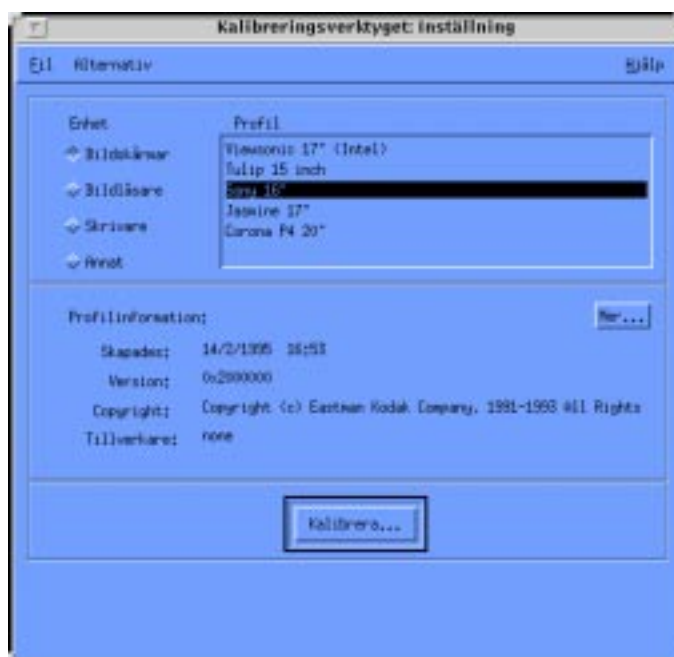 Kalibreringsverktyget: Inställning
Fil Alternativ Hjälp
Enhet Profil
Bildskärmar
Bildläsare
Skrivare
Annat
Viewsonic 17" (Intel)
Tulip 15 inch
Sony 16"
Jasmine 17"
Corona P4 20"
Profilinformation: Mer...
Skapades: 14/2/1995 16:53
Version: 0x2000000
Copyright: Copyright (c) Eastman Kodak Company, 1991-1993 All Rights
Tillverkare: none
Kalibrera...